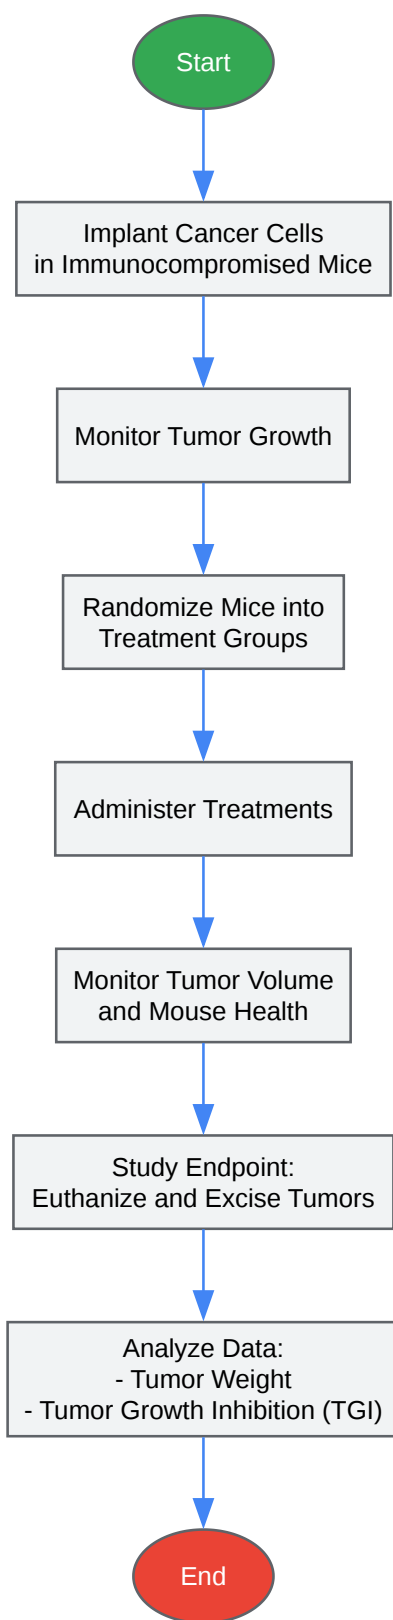 Start
Implant Cancer Cells
in Immunocompromised Mice
Monitor Tumor Growth
Randomize Mice into
Treatment Groups
Administer Treatments
Monitor Tumor Volume
and Mouse Health
Study Endpoint:
Euthanize and Excise Tumors
Analyze Data:
- Tumor Weight
- Tumor Growth Inhibition (TGI)
End